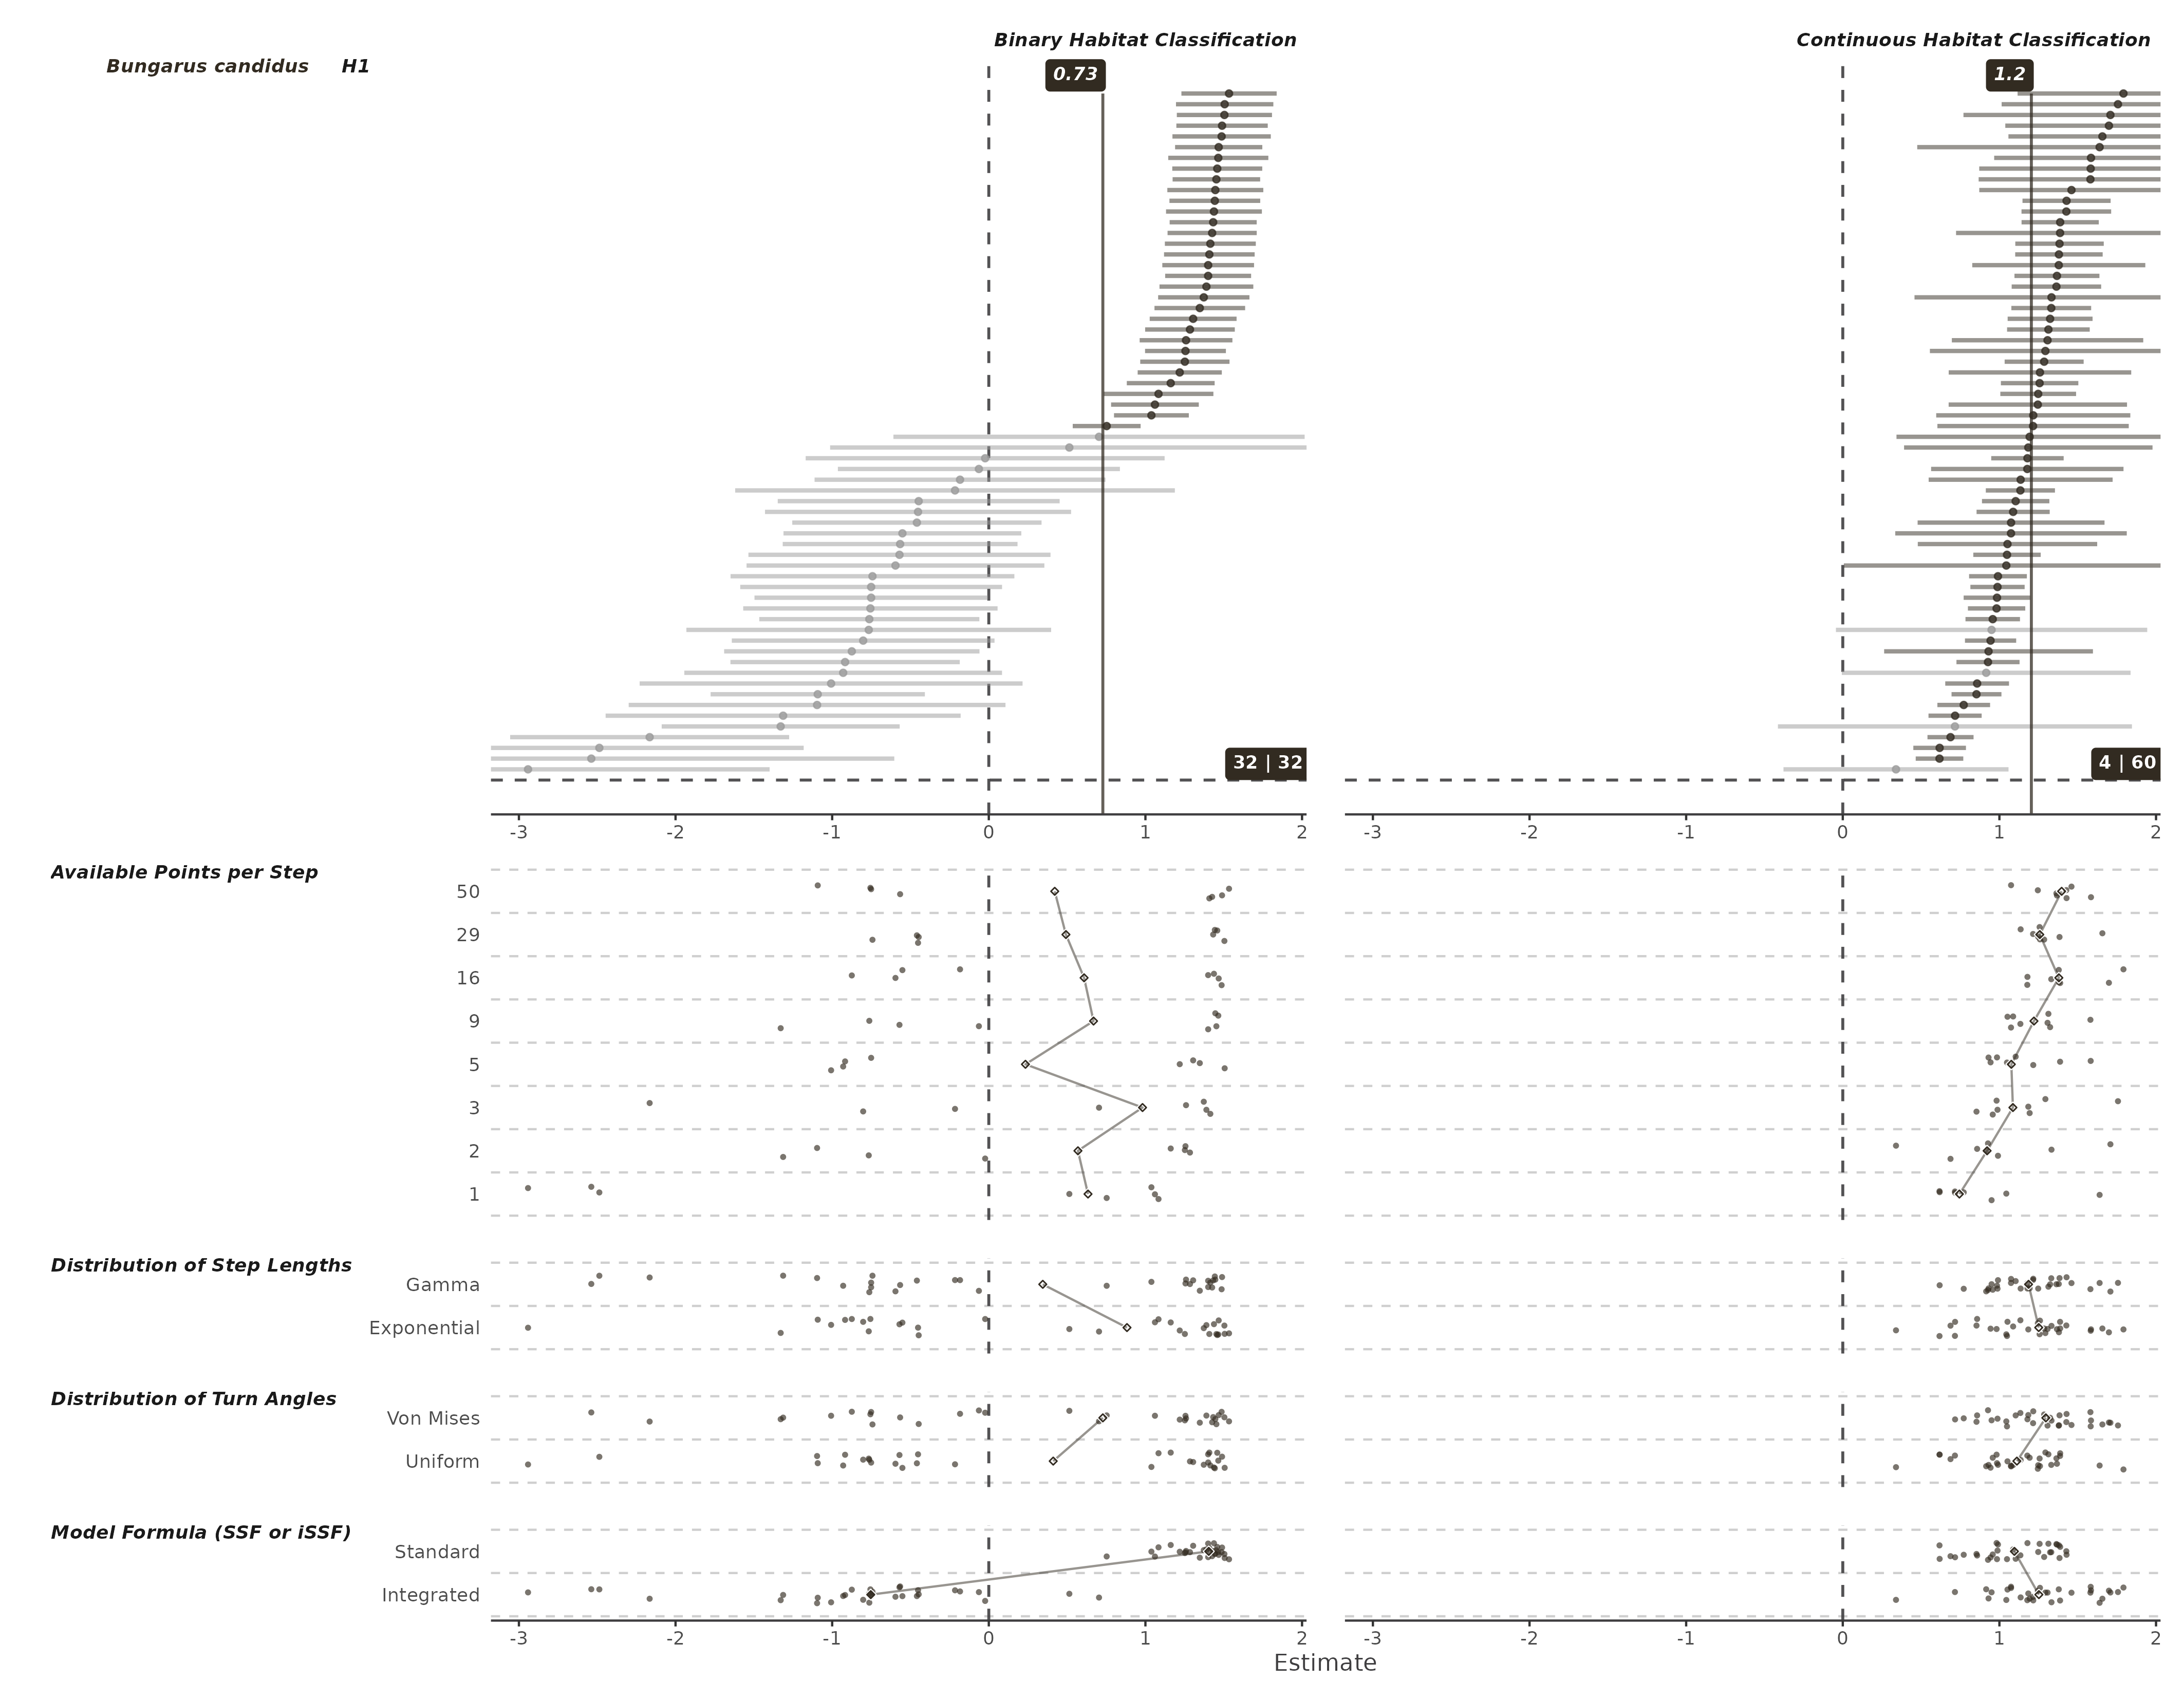 Binary Habitat Classification
Continuous Habitat Classification
Bungarus candidus H1
0.73
1.2
32 | 32
4 | 60
-3 -2 -1 0 1 2
-3 -2 -1 0 1 2
Available Points per Step
50
29
16
9
5
3
2
1
Distribution of Step Lengths
Gamma
Exponential
Distribution of Turn Angles
Von Mises
Uniform
Model Formula (SSF or iSSF)
Standard
Integrated
-3 -2 -1 0 1 2
-3 -2 -1 0 1 2
Estimate